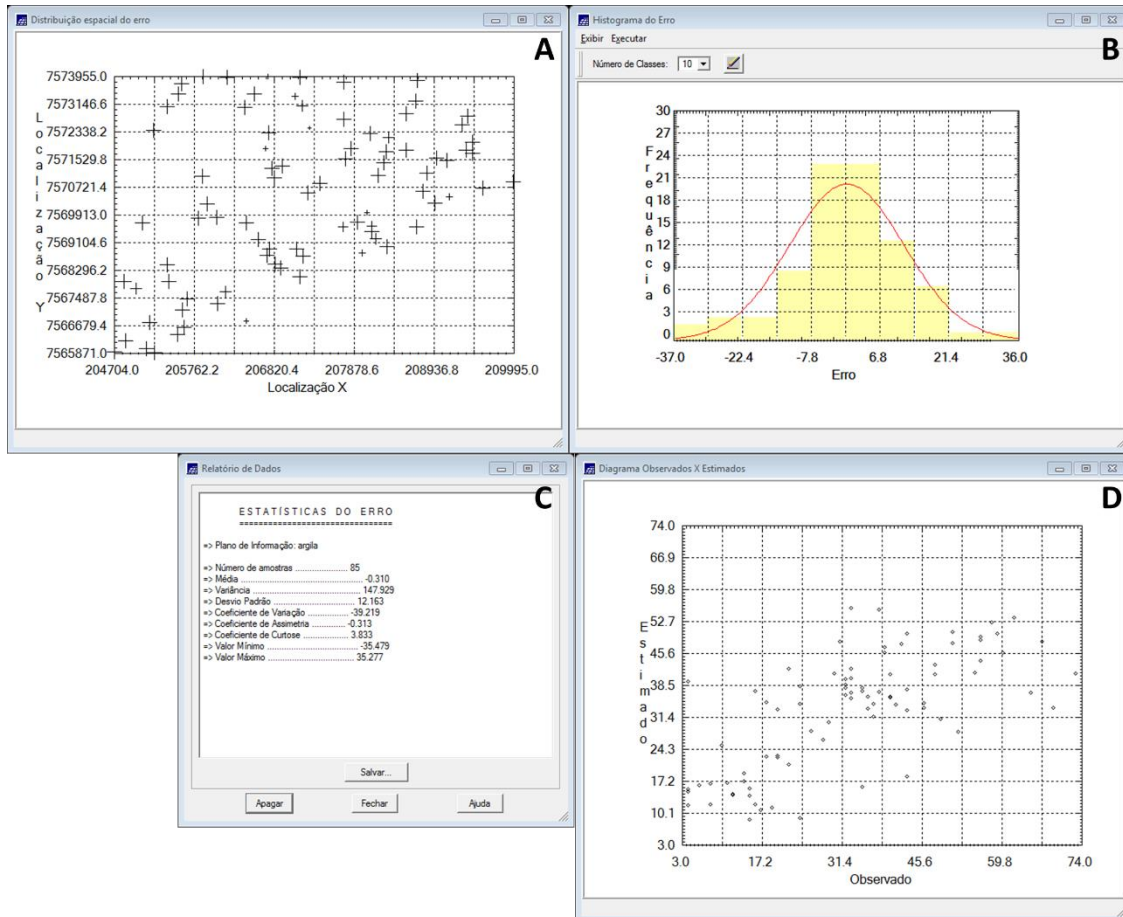 Distribuição espacial do erro
A
7573955.0
7573146.6
7572338.2
7571529.8
7570721.4
7569913.0
7569104.6
7568296.2
7567487.8
7566679.4
7565871.0
Localização Y
204704.0 205762.2 206820.4 207878.6 208936.8 209995.0
Localização X
Histograma do Erro
B
Exibir Executar
Número de Classes: 10
30
27
24
21
18
15
12
9
6
3
0
Frequência
-37.0 -22.4 -7.8 6.8 21.4 36.0
Erro
Relatório de Dados
C
ESTATÍSTICAS DO ERRO
===============================
=> Plano de Informação: argila
=> Número de amostras ...................... 85
=> Média .................................................. -0.310
=> Variância .............................................. 147.929
=> Desvio Padrão .................................... 12.163
=> Coeficiente de Variação .................... -39.219
=> Coeficiente de Assimetria .............. -0.313
=> Coeficiente de Curtose .................. 3.833
=> Valor Mínimo .................................... -35.479
=> Valor Máximo .................................... 35.277
Salvar...
Apagar Fechar Ajuda
Diagrama Observados X Estimados
D
74.0
66.9
59.8
52.7
45.6
38.5
31.4
24.3
17.2
10.1
3.0
Estimado
3.0 17.2 31.4 45.6 59.8 74.0
Observado